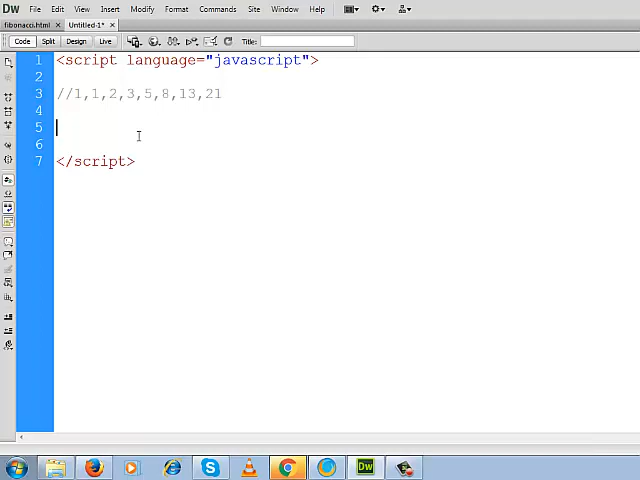 Dw File Edit View Insert Modify Format Commands Site Window Help
fibonacci.html × Untitled-1* ×
Code Split Design Live Title:
1 <script language="javascript">
2
3 //1,1,2,3,5,8,13,21
4
5
6
7 </script>
Dw